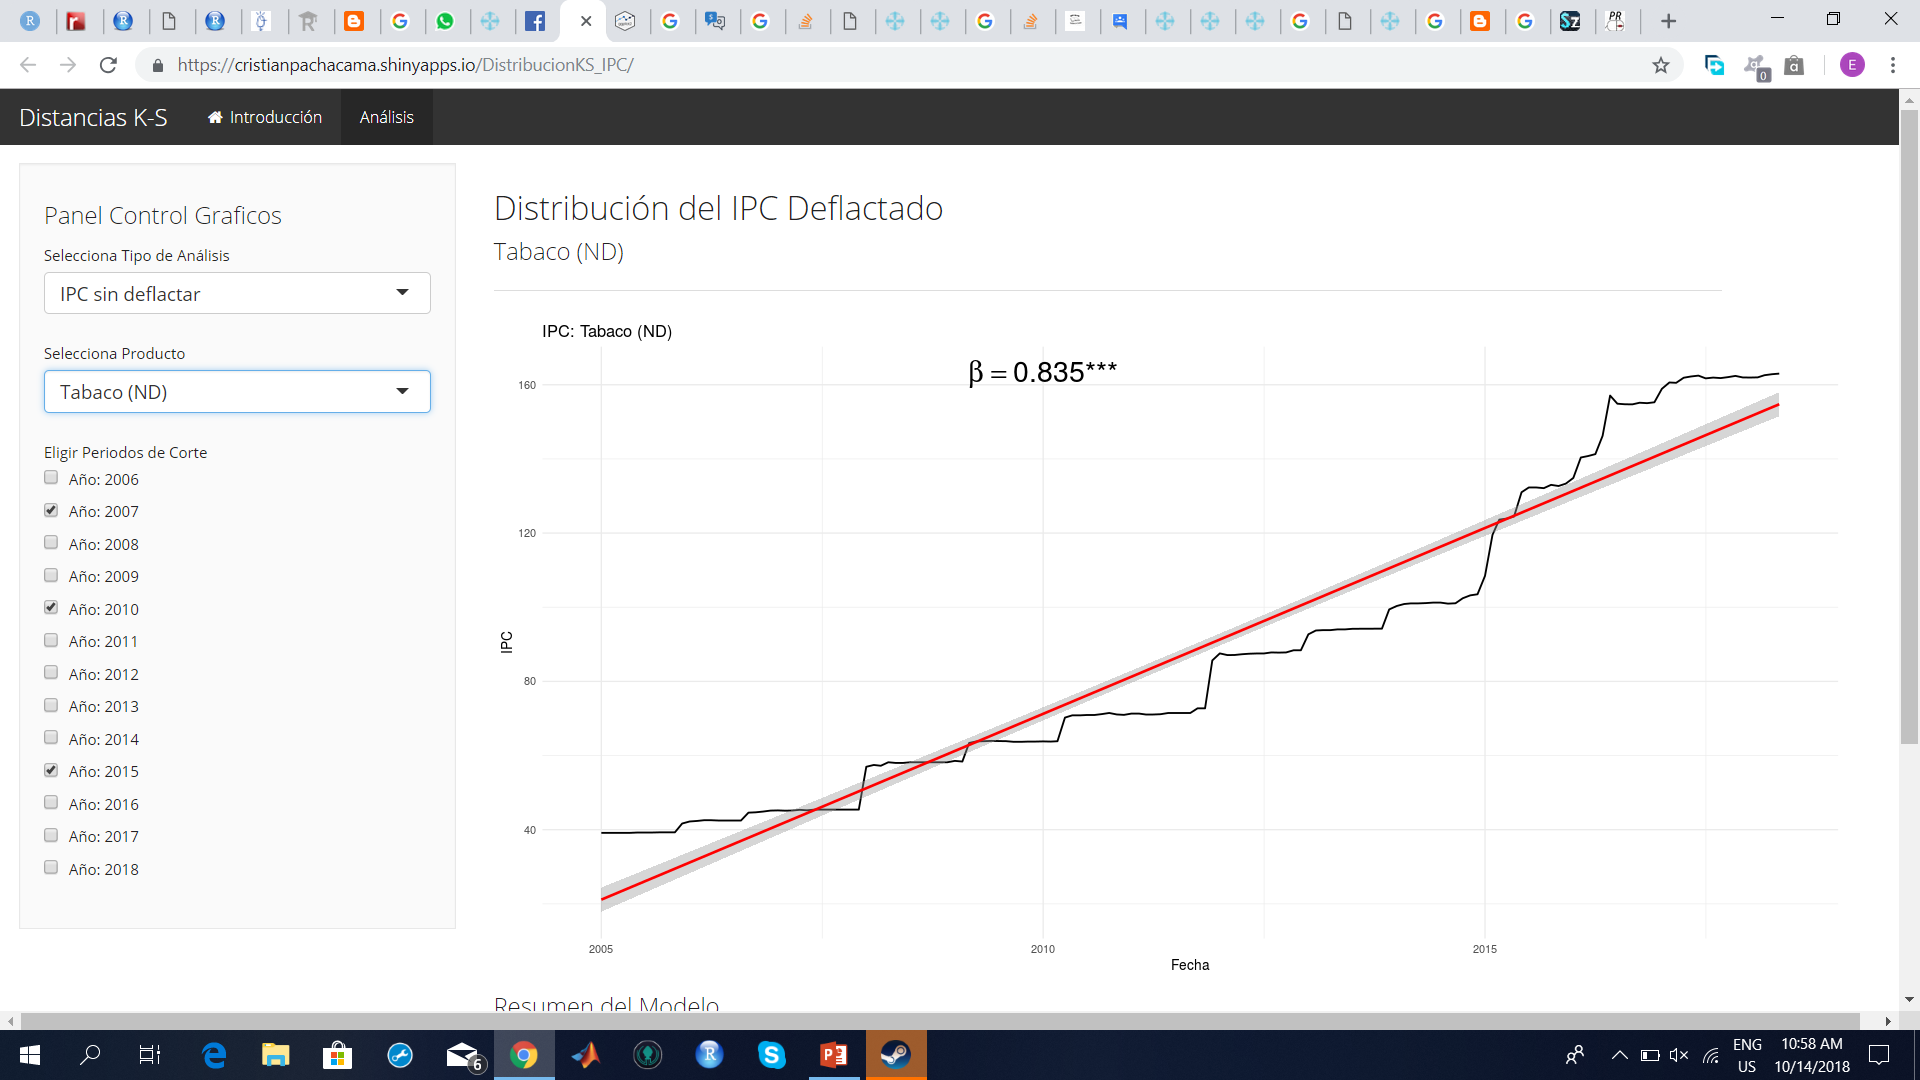 https://cristianpachacama.shinyapps.io/DistribucionKS_IPC/
0
E
Distancias K-S
Introducción
Análisis
Panel Control Graficos
Selecciona Tipo de Análisis
IPC sin deflactar
Selecciona Producto
Tabaco (ND)
Eligir Periodos de Corte
Año: 2006
Año: 2007
Año: 2008
Año: 2009
Año: 2010
Año: 2011
Año: 2012
Año: 2013
Año: 2014
Año: 2015
Año: 2016
Año: 2017
Año: 2018
Distribución del IPC Deflactado
Tabaco (ND)
IPC: Tabaco (ND)
β = 0.835***
160
120
80
40
IPC
2005
2010
2015
Fecha
Resumen del Modelo
6
ENG
US
10:58 AM
10/14/2018